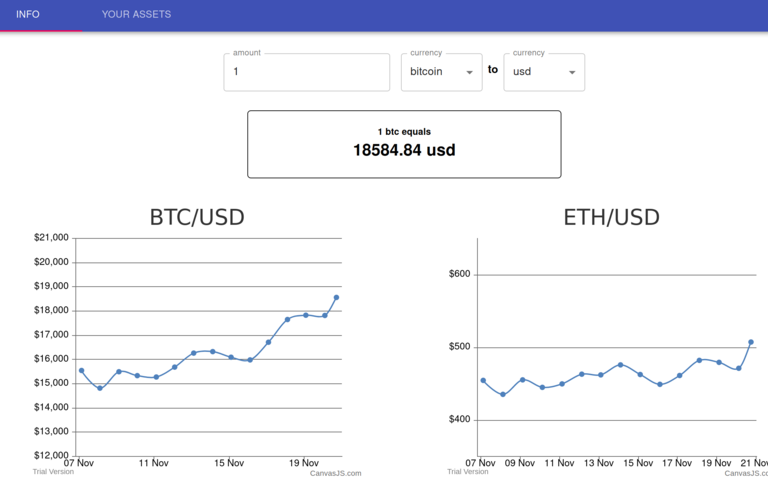 INFO YOUR ASSETS
amount currency currency
1 bitcoin to usd
1 btc equals
18584.84 usd
BTC/USD
$21,000
$20,000
$19,000
$18,000
$17,000
$16,000
$15,000
$14,000
$13,000
$12,000
07 Nov 11 Nov 15 Nov 19 Nov
Trial Version CanvasJS.com
ETH/USD
$600
$500
$400
07 Nov 09 Nov 11 Nov 13 Nov 15 Nov 17 Nov 19 Nov 21 Nov
Trial Version CanvasJS.co